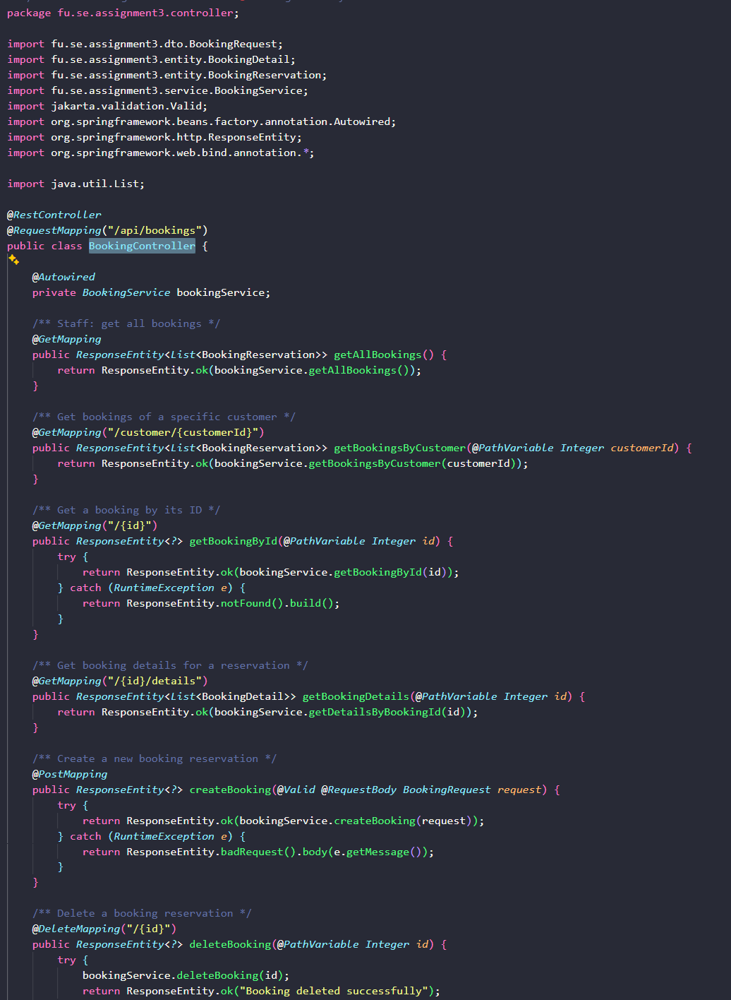 package fu.se.assignment3.controller;
import fu.se.assignment3.dto.BookingRequest;
import fu.se.assignment3.entity.BookingDetail;
import fu.se.assignment3.entity.BookingReservation;
import fu.se.assignment3.service.BookingService;
import jakarta.validation.Valid;
import org.springframework.beans.factory.annotation.Autowired;
import org.springframework.http.ResponseEntity;
import org.springframework.web.bind.annotation.*;
import java.util.List;
@RestController
@RequestMapping("/api/bookings")
public class BookingController {
    @Autowired
    private BookingService bookingService;
    /** Staff: get all bookings */
    @GetMapping
    public ResponseEntity<List<BookingReservation>> getAllBookings() {
        return ResponseEntity.ok(bookingService.getAllBookings());
    }
    /** Get bookings of a specific customer */
    @GetMapping("/customer/{customerId}")
    public ResponseEntity<List<BookingReservation>> getBookingsByCustomer(@PathVariable Integer customerId) {
        return ResponseEntity.ok(bookingService.getBookingsByCustomer(customerId));
    }
    /** Get a booking by its ID */
    @GetMapping("/{id}")
    public ResponseEntity<?> getBookingById(@PathVariable Integer id) {
        try {
            return ResponseEntity.ok(bookingService.getBookingById(id));
        } catch (RuntimeException e) {
            return ResponseEntity.notFound().build();
        }
    }
    /** Get booking details for a reservation */
    @GetMapping("/{id}/details")
    public ResponseEntity<List<BookingDetail>> getBookingDetails(@PathVariable Integer id) {
        return ResponseEntity.ok(bookingService.getDetailsByBookingId(id));
    }
    /** Create a new booking reservation */
    @PostMapping
    public ResponseEntity<?> createBooking(@Valid @RequestBody BookingRequest request) {
        try {
            return ResponseEntity.ok(bookingService.createBooking(request));
        } catch (RuntimeException e) {
            return ResponseEntity.badRequest().body(e.getMessage());
        }
    }
    /** Delete a booking reservation */
    @DeleteMapping("/{id}")
    public ResponseEntity<?> deleteBooking(@PathVariable Integer id) {
        try {
            bookingService.deleteBooking(id);
            return ResponseEntity.ok("Booking deleted successfully");